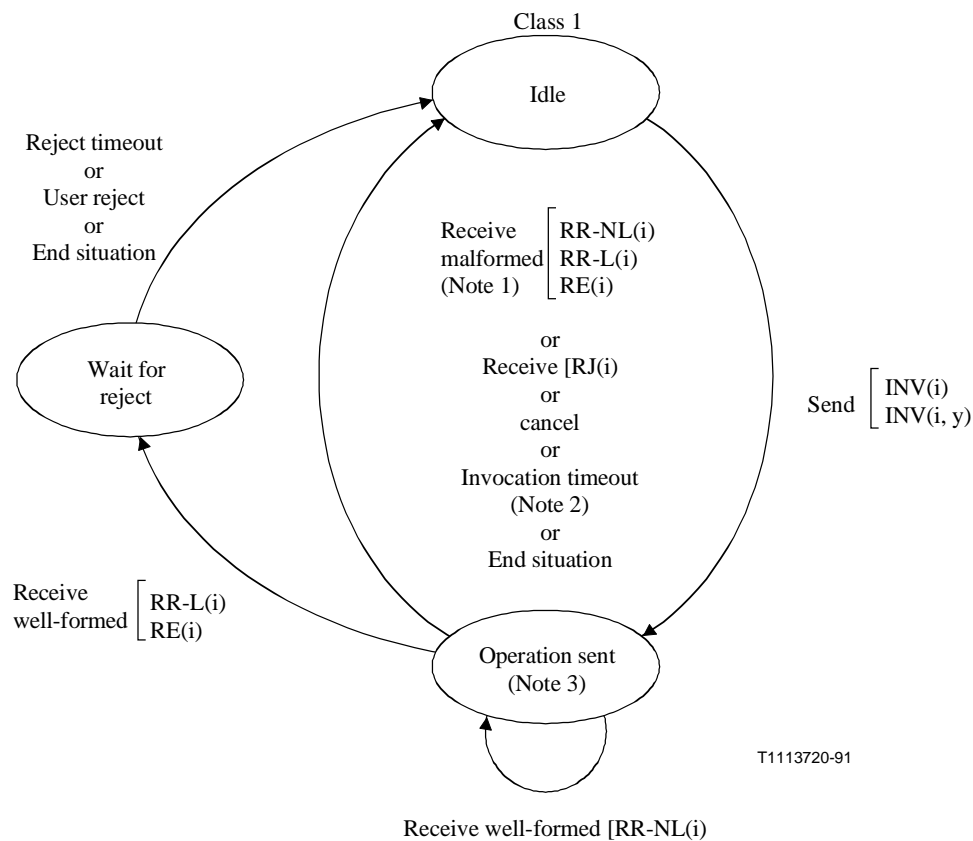 Class 1
Idle
Reject timeout
or
User reject
or
End situation
Receive
malformed
(Note 1)
RR-NL(i)
RR-L(i)
RE(i)
or
Receive [RJ(i)
or
cancel
or
Invocation timeout
(Note 2)
or
End situation
Wait for
reject
Send
INV(i)
INV(i, y)
Receive
well-formed
RR-L(i)
RE(i)
Operation sent
(Note 3)
T1113720-91
Receive well-formed [RR-NL(i)